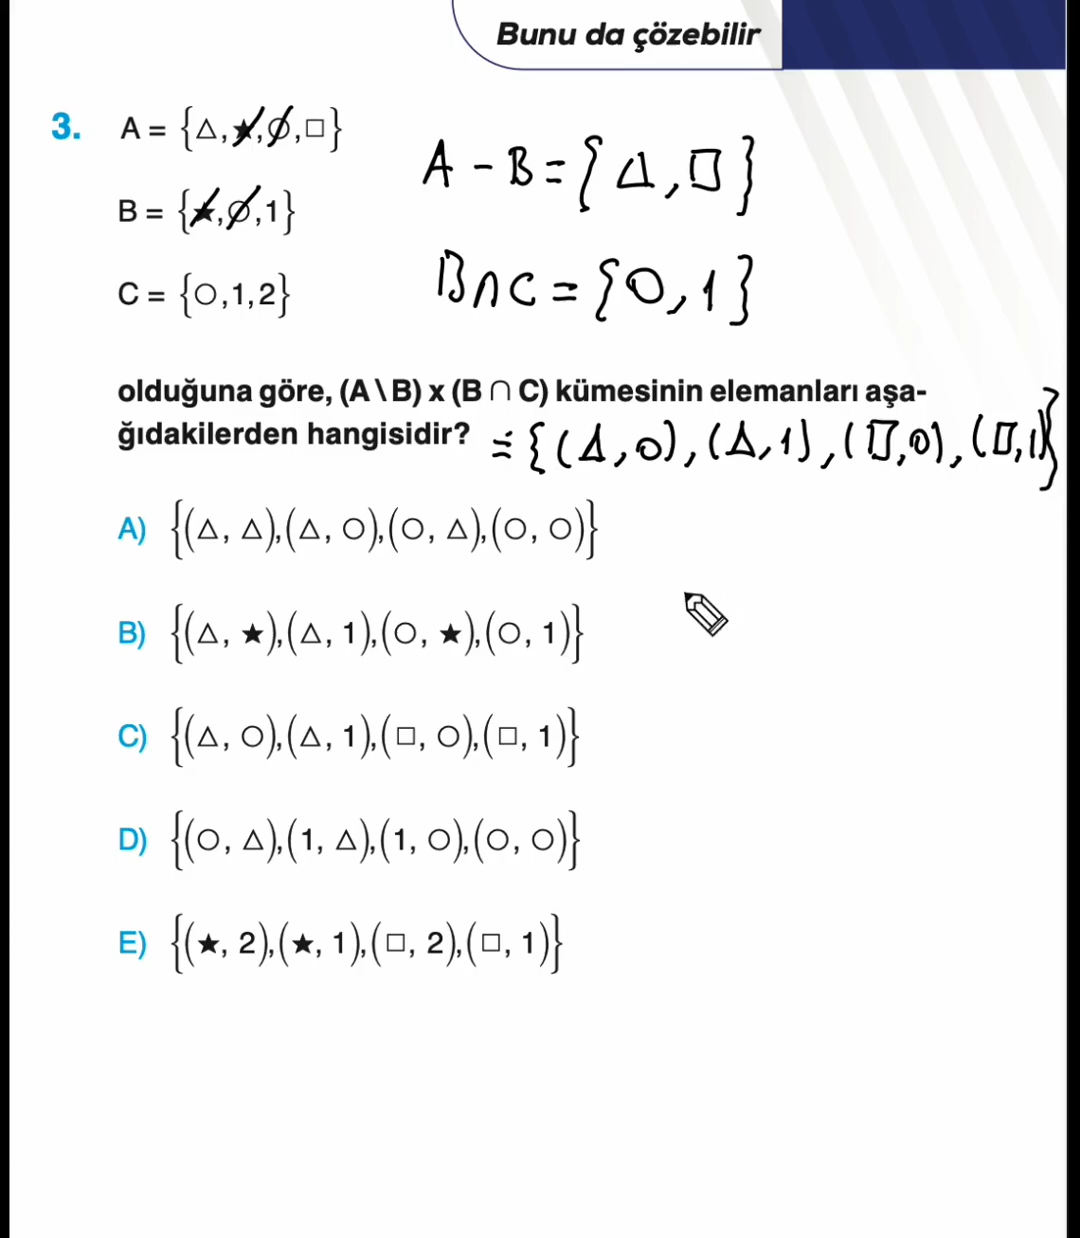 Bunu da çözebilir
3. A = {△,★,○,□}
A - B = {△,□}
B = {★,○,1}
B∩C = {○,1}
C = {○,1,2}
olduğuna göre, (A \ B) x (B ∩ C) kümesinin elemanları aşa-
ğıdakilerden hangisidir? = {(△,○),(△,1),(□,○),(□,1)}
A) {(△, △),(△, ○),(○, △),(○, ○)}
B) {(△, ★),(△, 1),(○, ★),(○, 1)}
C) {(△, ○),(△, 1),(□, ○),(□, 1)}
D) {(○, △),(1, △),(1, ○),(○, ○)}
E) {(★, 2),(★, 1),(□, 2),(□, 1)}